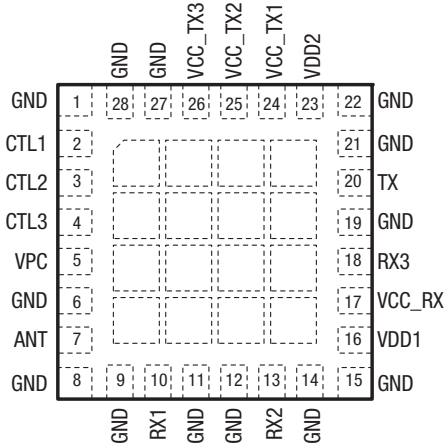 GND GND VCC_TX3 VCC_TX2 VCC_TX1 VDD2
GND 1 28 27 26 25 24 23 22 GND
CTL1 2 21 GND
CTL2 3 20 TX
CTL3 4 19 GND
VPC 5 18 RX3
GND 6 17 VCC_RX
ANT 7 16 VDD1
GND 8 9 10 11 12 13 14 15 GND
GND RX1 GND GND RX2 GND